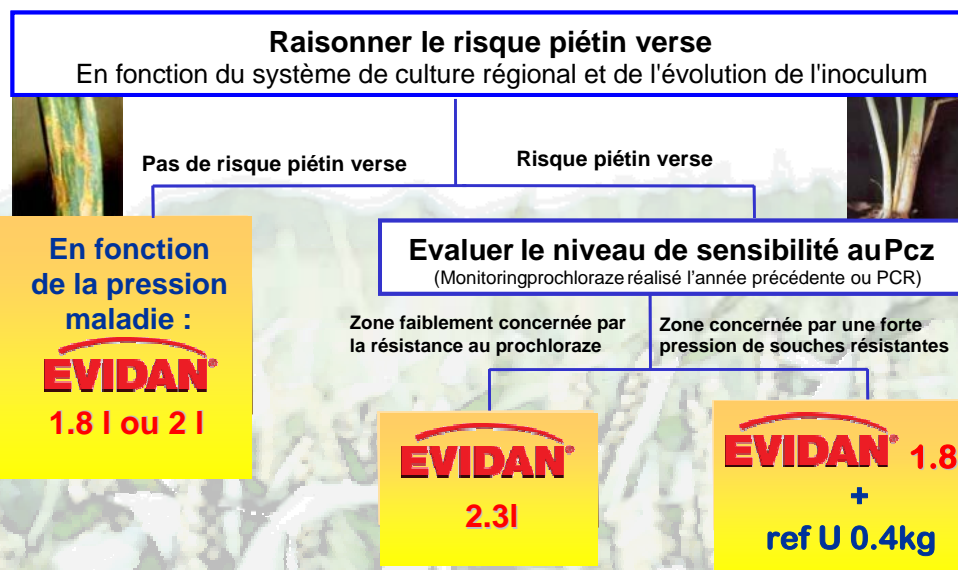 Raisonner le risque piétin verse
En fonction du système de culture régional et de l'évolution de l'inoculum
Pas de risque piétin verse
Risque piétin verse
En fonction
de la pression
maladie :
EVIDAN
1.8 l ou 2 l
Evaluer le niveau de sensibilité auPcz
(Monitoringprochloraze réalisé l'année précédente ou PCR)
Zone faiblement concernée par
la résistance au prochloraze
Zone concernée par une forte
pression de souches résistantes
EVIDAN
2.3l
EVIDAN 1.8
+
ref U 0.4kg